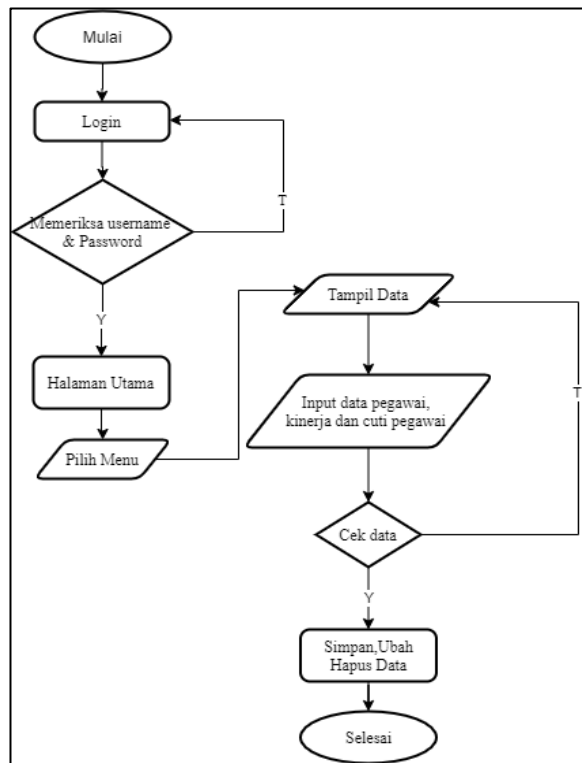 Mulai
Login
T
Memeriksa username
& Password
Y
Halaman Utama
Pilih Menu
Tampil Data
T
Input data pegawai,
kinerja dan cuti pegawai
Cek data
Y
Simpan,Ubah
Hapus Data
Selesai